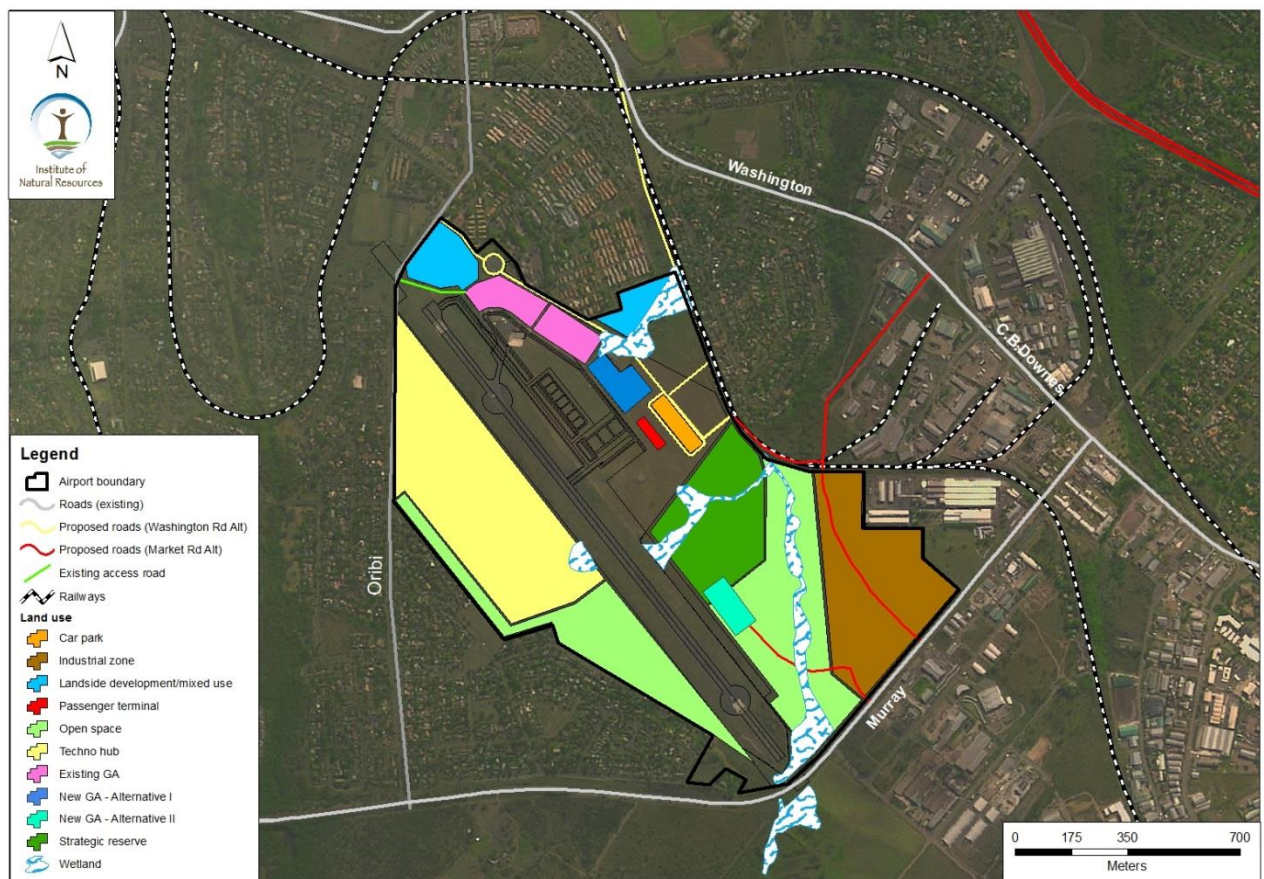 N
Institute of
Natural Resources
Washington
C.B.Downes
Oribi
Murray
Legend
Airport boundary
Roads (existing)
Proposed roads (Washington Rd Alt)
Proposed roads (Market Rd Alt)
Existing access road
Railways
Land use
Car park
Industrial zone
Landside development/mixed use
Passenger terminal
Open space
Techno hub
Existing GA
New GA - Alternative I
New GA - Alternative II
Strategic reserve
Wetland
0 175 350 700
Meters